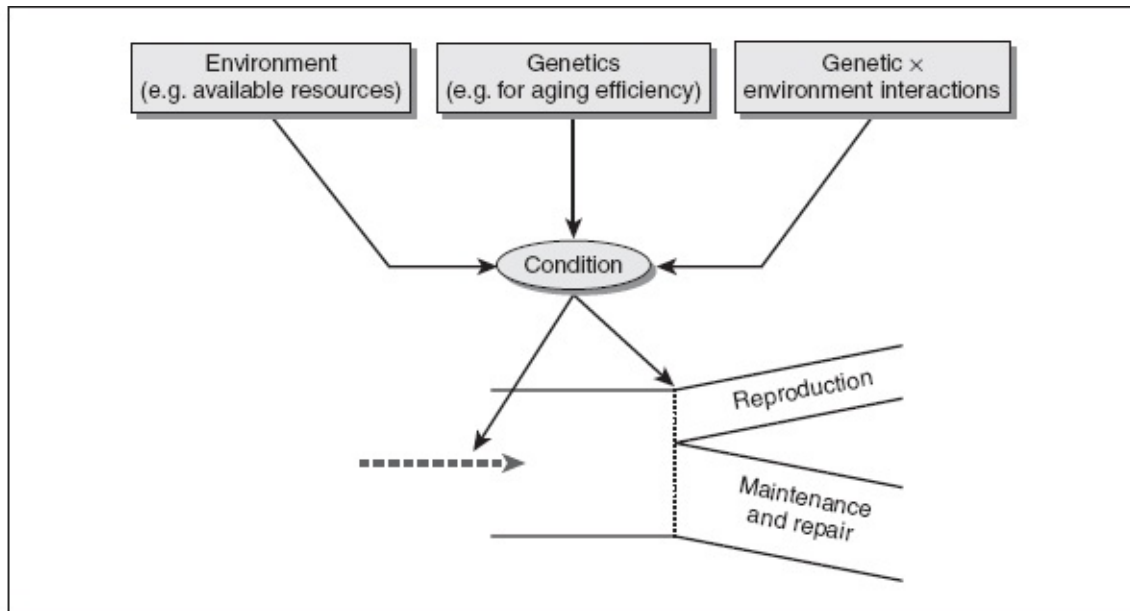 Environment
(e.g. available resources)
Genetics
(e.g. for aging efficiency)
Genetic ×
environment interactions
Condition
Reproduction
Maintenance
and repair